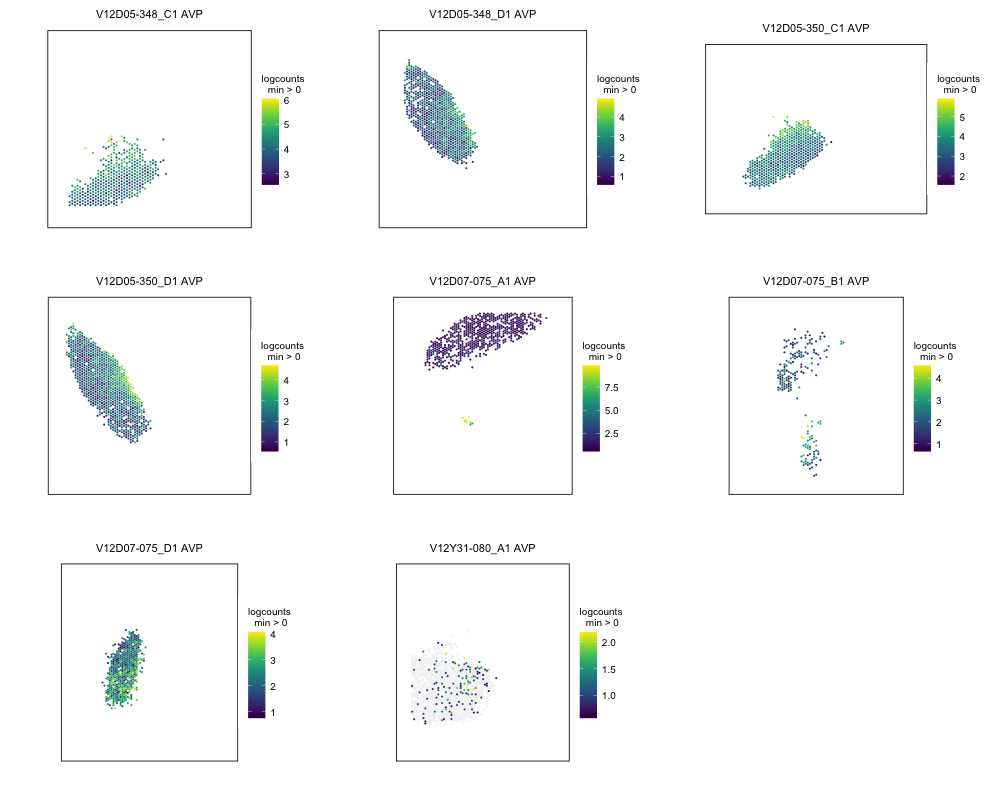 V12D05-348_C1 AVP
logcounts
min > 0
6
5
4
3
V12D05-348_D1 AVP
logcounts
min > 0
4
3
2
1
V12D05-350_C1 AVP
logcounts
min > 0
5
4
3
2
V12D05-350_D1 AVP
logcounts
min > 0
4
3
2
1
V12D07-075_A1 AVP
logcounts
min > 0
7.5
5.0
2.5
V12D07-075_B1 AVP
logcounts
min > 0
4
3
2
1
V12D07-075_D1 AVP
logcounts
min > 0
4
3
2
1
V12Y31-080_A1 AVP
logcounts
min > 0
2.0
1.5
1.0